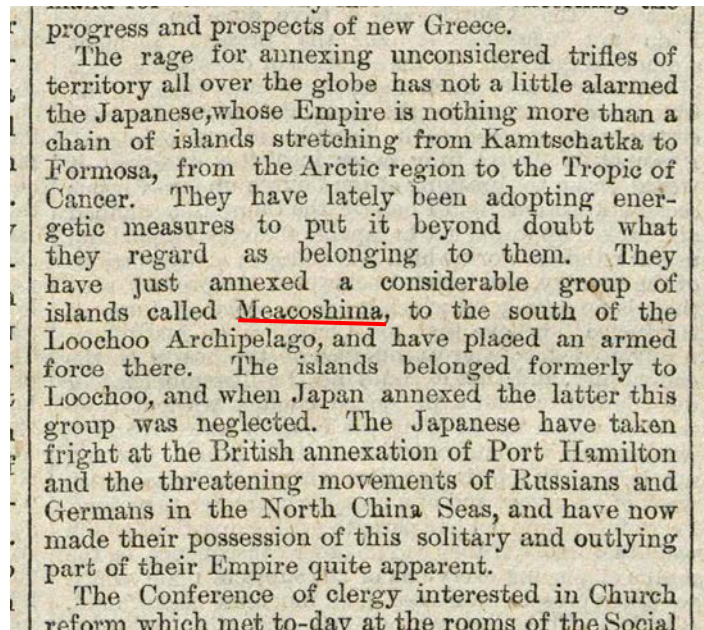 progress and prospects of new Greece.
The rage for annexing unconsidered trifles of
territory all over the globe has not a little alarmed
the Japanese,whose Empire is nothing more than a
chain of islands stretching from Kamtschatka to
Formosa, from the Arctic region to the Tropic of
Cancer. They have lately been adopting ener-
getic measures to put it beyond doubt what
they regard as belonging to them. They
have just annexed a considerable group of
islands called Meacoshima, to the south of the
Loochoo Archipelago, and have placed an armed
force there. The islands belonged formerly to
Loochoo, and when Japan annexed the latter this
group was neglected. The Japanese have taken
fright at the British annexation of Port Hamilton
and the threatening movements of Russians and
Germans in the North China Seas, and have now
made their possession of this solitary and outlying
part of their Empire quite apparent.
The Conference of clergy interested in Church
reform which met to-day at the rooms of the Social